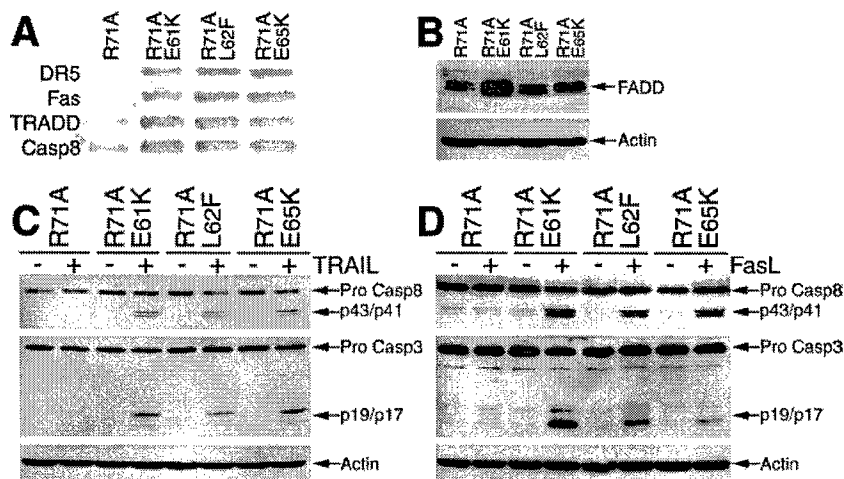 A
R71A
R71A E61K
R71A L62F
R71A E65K
DR5
Fas
TRADD
Casp8
B
R71A
R71A E61K
R71A L62F
R71A E65K
FADD
Actin
C
R71A
R71A E61K
R71A L62F
R71A E65K
- + - + - + - + TRAIL
Pro Casp8
p43/p41
Pro Casp3
p19/p17
Actin
D
R71A
R71A E61K
R71A L62F
R71A E65K
- + - + - + - + FasL
Pro Casp8
p43/p41
Pro Casp3
p19/p17
Actin